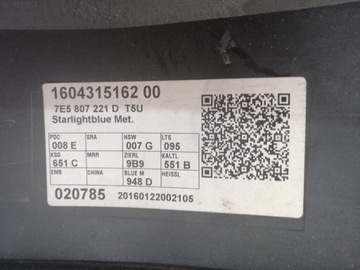 1604315162 00
7E5 807 221 D T5U
Starlightblue Met.
PDC SRA NSW LTS
008 E 007 G 095
KSG MRR ZIERL KALTL
651 C 9B9 551 B
EMB CHINA BLUE M HEISSL
948 D
020785 20160122002105